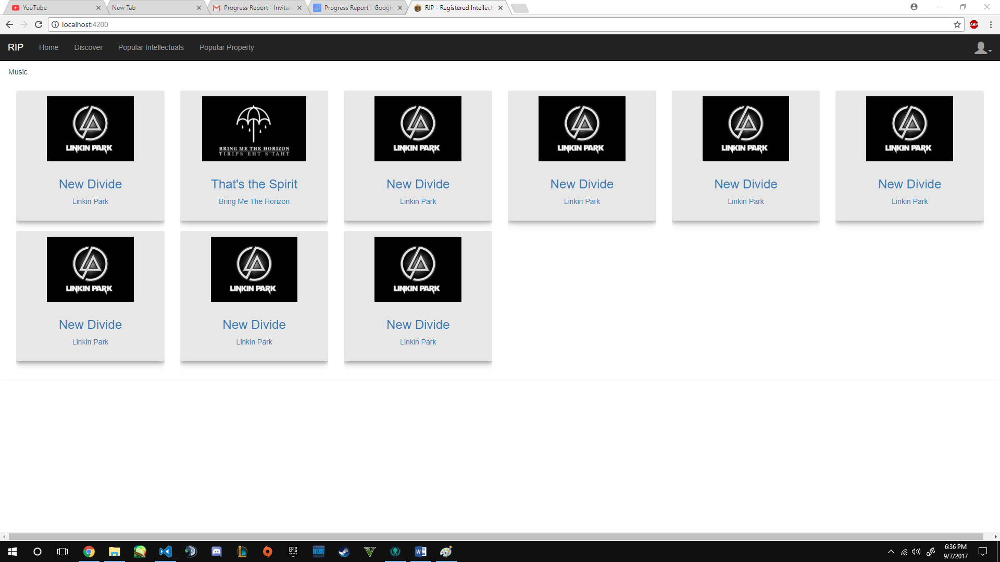 YouTube
New Tab
Progress Report - Invitat
Progress Report - Google
RIP - Registered Intellect
localhost:4200
ABP
RIP Home Discover Popular Intellectuals Popular Property
Music
LINKIN PARK
BRING ME THE HORIZON
TIRIPS EHT S'TAHT
LINKIN PARK
LINKIN PARK
LINKIN PARK
LINKIN PARK
New Divide
That's the Spirit
New Divide
New Divide
New Divide
New Divide
Linkin Park
Bring Me The Horizon
Linkin Park
Linkin Park
Linkin Park
Linkin Park
LINKIN PARK
LINKIN PARK
LINKIN PARK
New Divide
New Divide
New Divide
Linkin Park
Linkin Park
Linkin Park
EPIC
GAMES
6:36 PM
9/7/2017